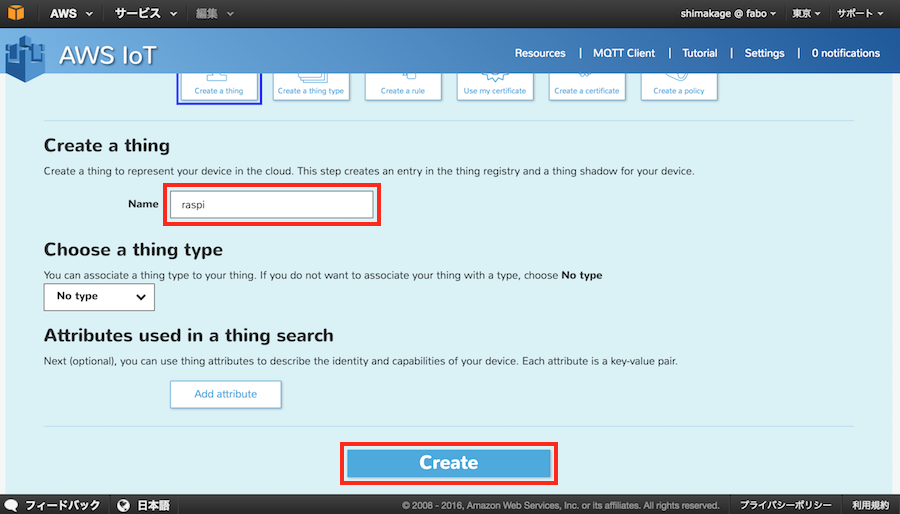 AWS サービス 編集 shimakage @ fabo 東京 サポート
AWS IoT Resources | MQTT Client | Tutorial | Settings | 0 notifications
Create a thing Create a thing type Create a rule Use my certificate Create a certificate Create a policy
Create a thing
Create a thing to represent your device in the cloud. This step creates an entry in the thing registry and a thing shadow for your device.
Name raspi
Choose a thing type
You can associate a thing type to your thing. If you do not want to associate your thing with a type, choose No type
No type
Attributes used in a thing search
Next (optional), you can use thing attributes to describe the identity and capabilities of your device. Each attribute is a key-value pair.
Add attribute
Create
フィードバック 日本語 © 2008 - 2016, Amazon Web Services, Inc. or its affiliates. All rights reserved. プライバシーポリシー 利用規約